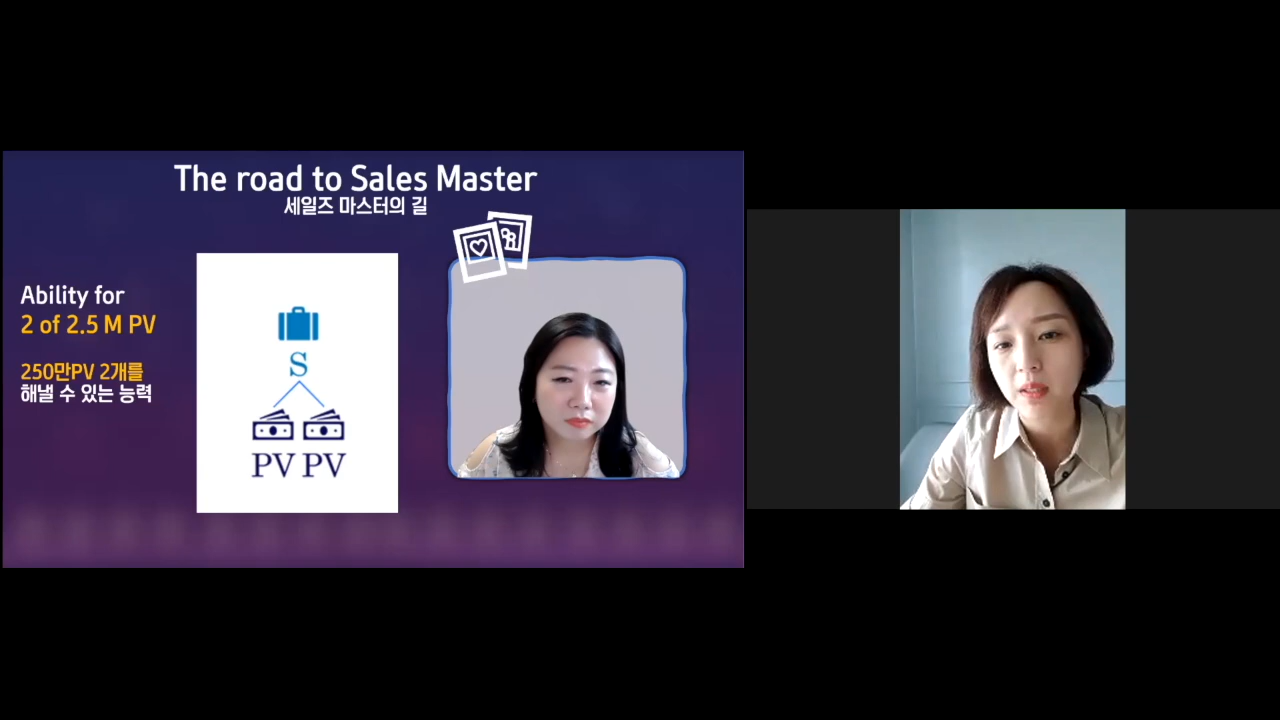 The road to Sales Master
세일즈 마스터의 길
Ability for
2 of 2.5 M PV
250만PV 2개를
해낼 수 있는 능력
S
PV PV